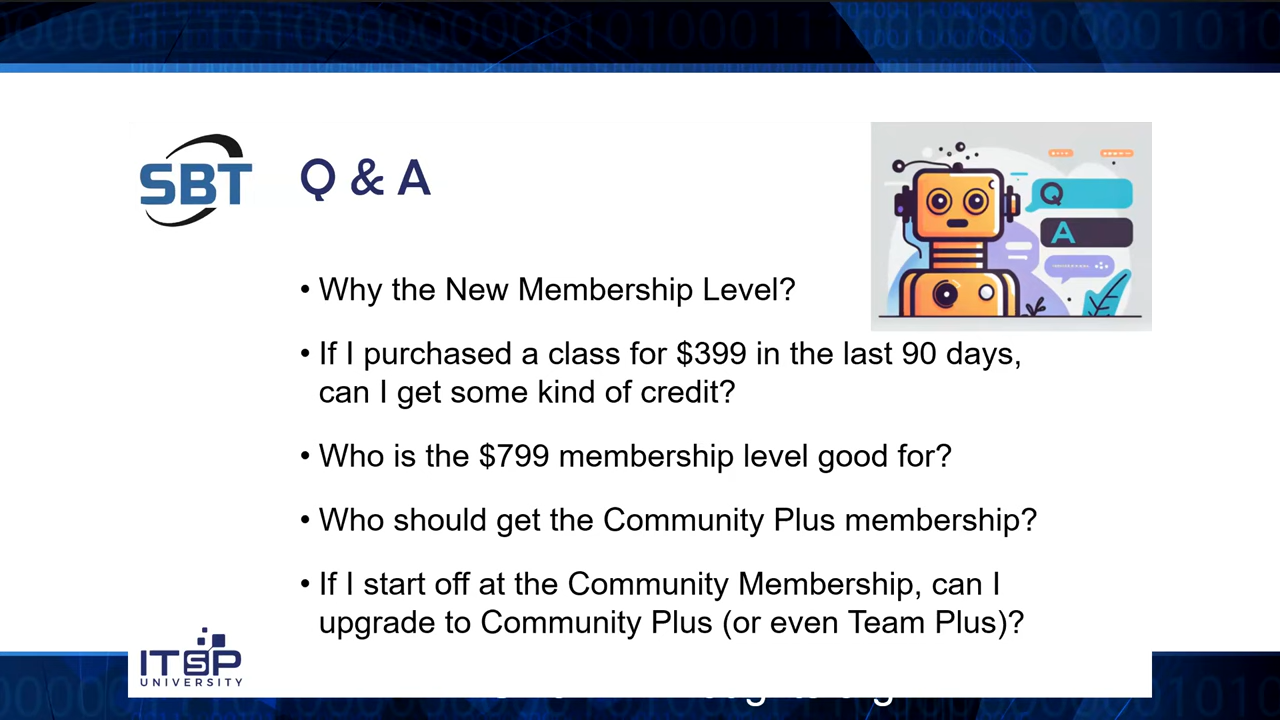 SBT
Q & A
Q
A
• Why the New Membership Level?
• If I purchased a class for $399 in the last 90 days,
can I get some kind of credit?
• Who is the $799 membership level good for?
• Who should get the Community Plus membership?
• If I start off at the Community Membership, can I
upgrade to Community Plus (or even Team Plus)?
ITSP
UNIVERSITY